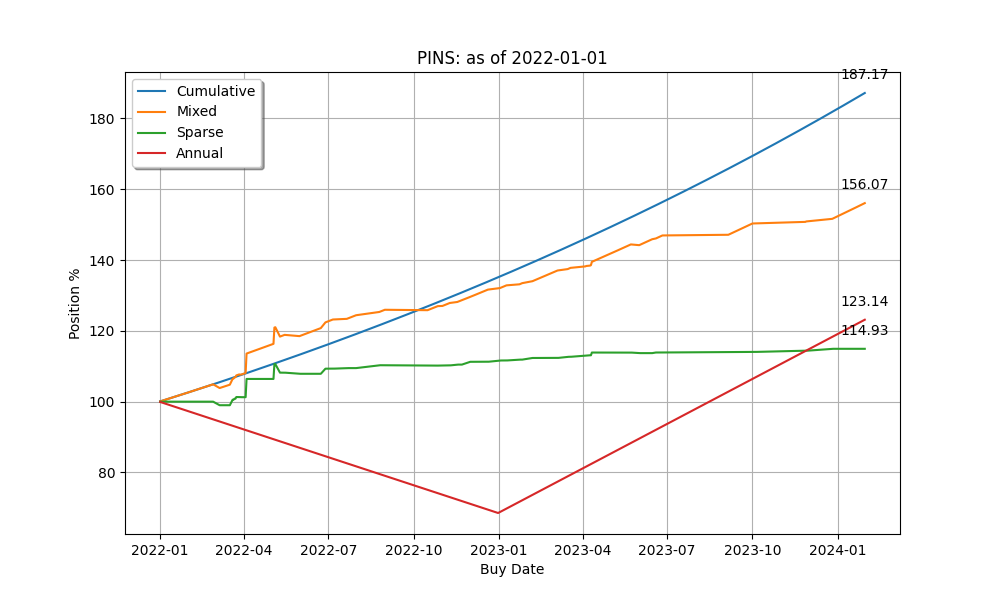 PINS: as of 2022-01-01
187.17
Cumulative
Mixed
Sparse
Annual
180
160
140
120
100
80
156.07
123.14
114.93
Position %
2022-01 2022-04 2022-07 2022-10 2023-01 2023-04 2023-07 2023-10 2024-01
Buy Date